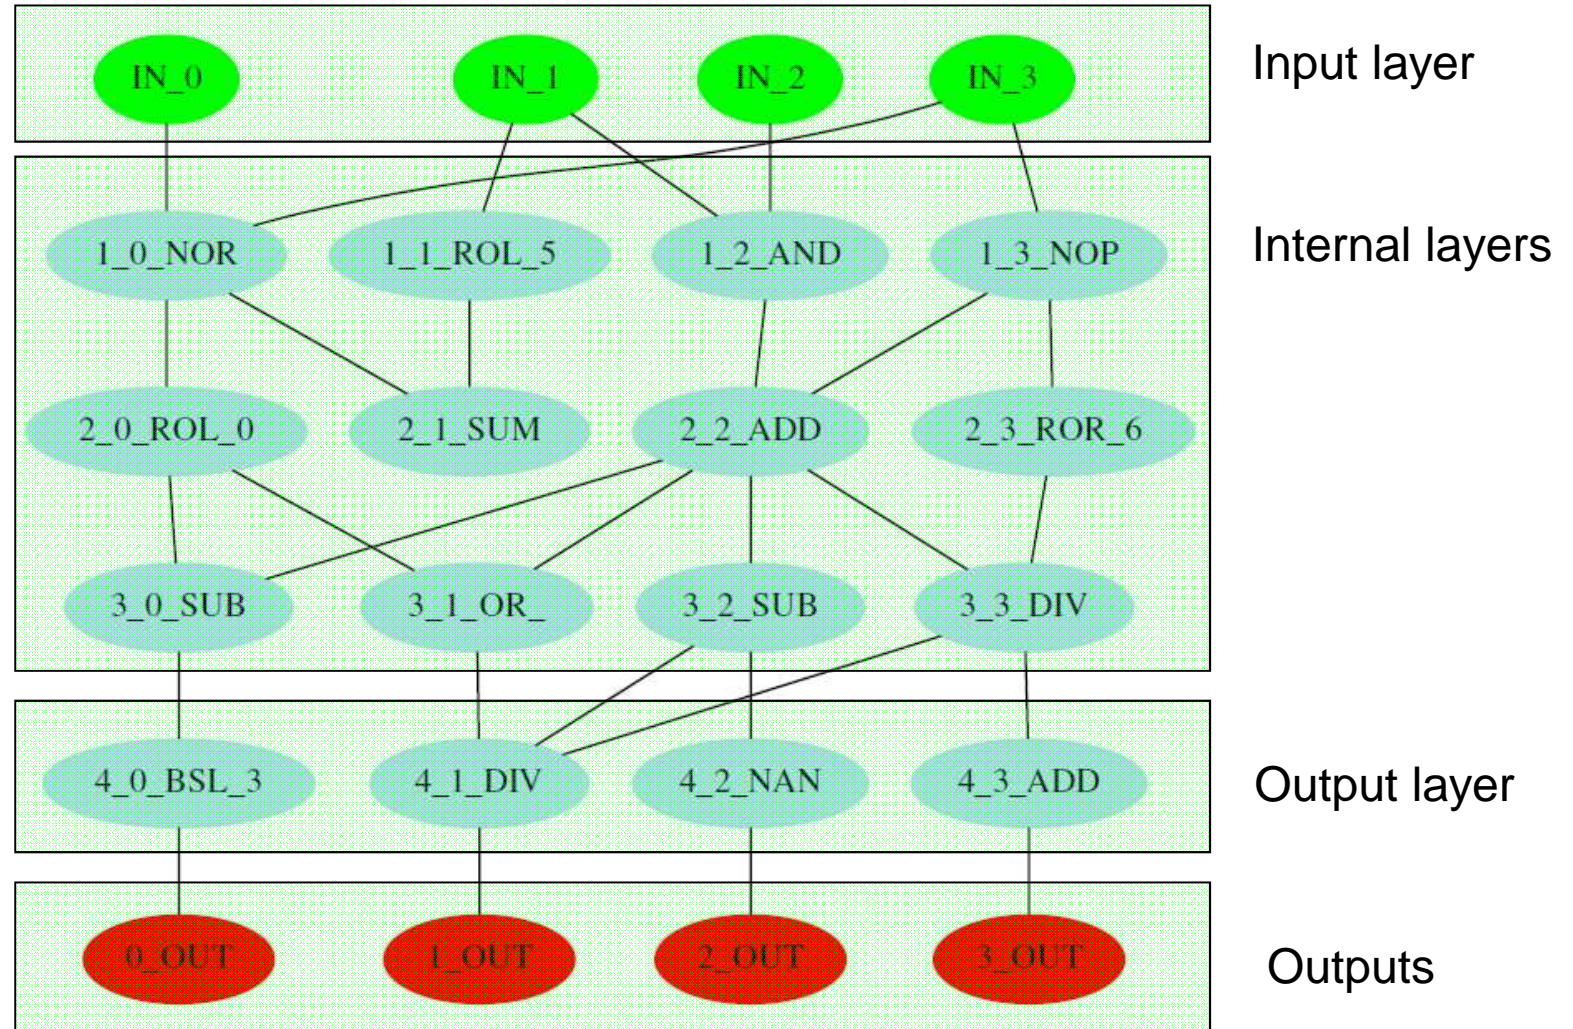 IN_0 IN_1 IN_2 IN_3 Input layer
1_0_NOR 1_1_ROL_5 1_2_AND 1_3_NOP Internal layers
2_0_ROL_0 2_1_SUM 2_2_ADD 2_3_ROR_6
3_0_SUB 3_1_OR_ 3_2_SUB 3_3_DIV
4_0_BSL_3 4_1_DIV 4_2_NAN 4_3_ADD Output layer
0_OUT 1_OUT 2_OUT 3_OUT Outputs